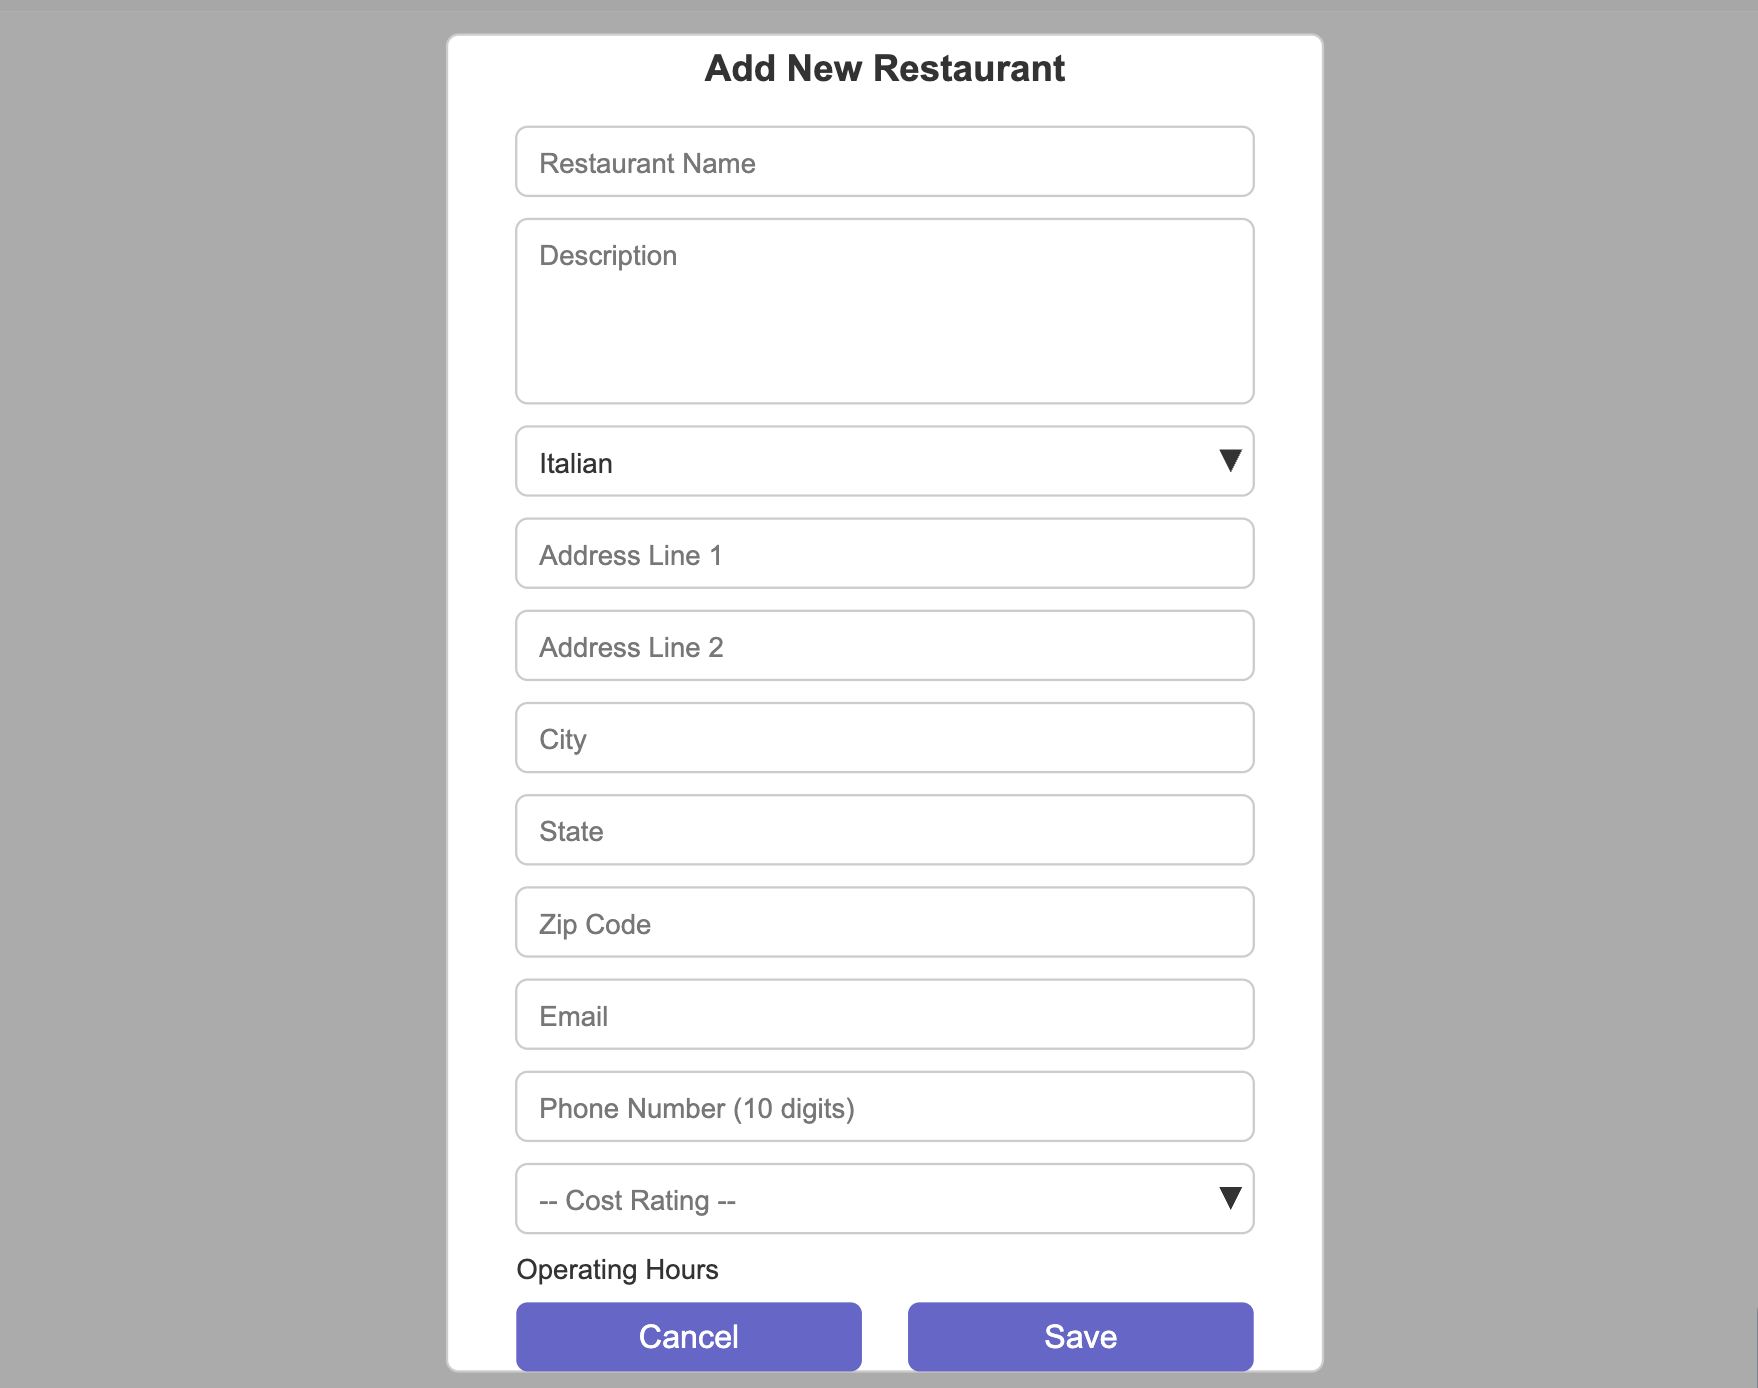 Add New Restaurant
Restaurant Name
Description
Italian
Address Line 1
Address Line 2
City
State
Zip Code
Email
Phone Number (10 digits)
-- Cost Rating --
Operating Hours
Cancel
Save